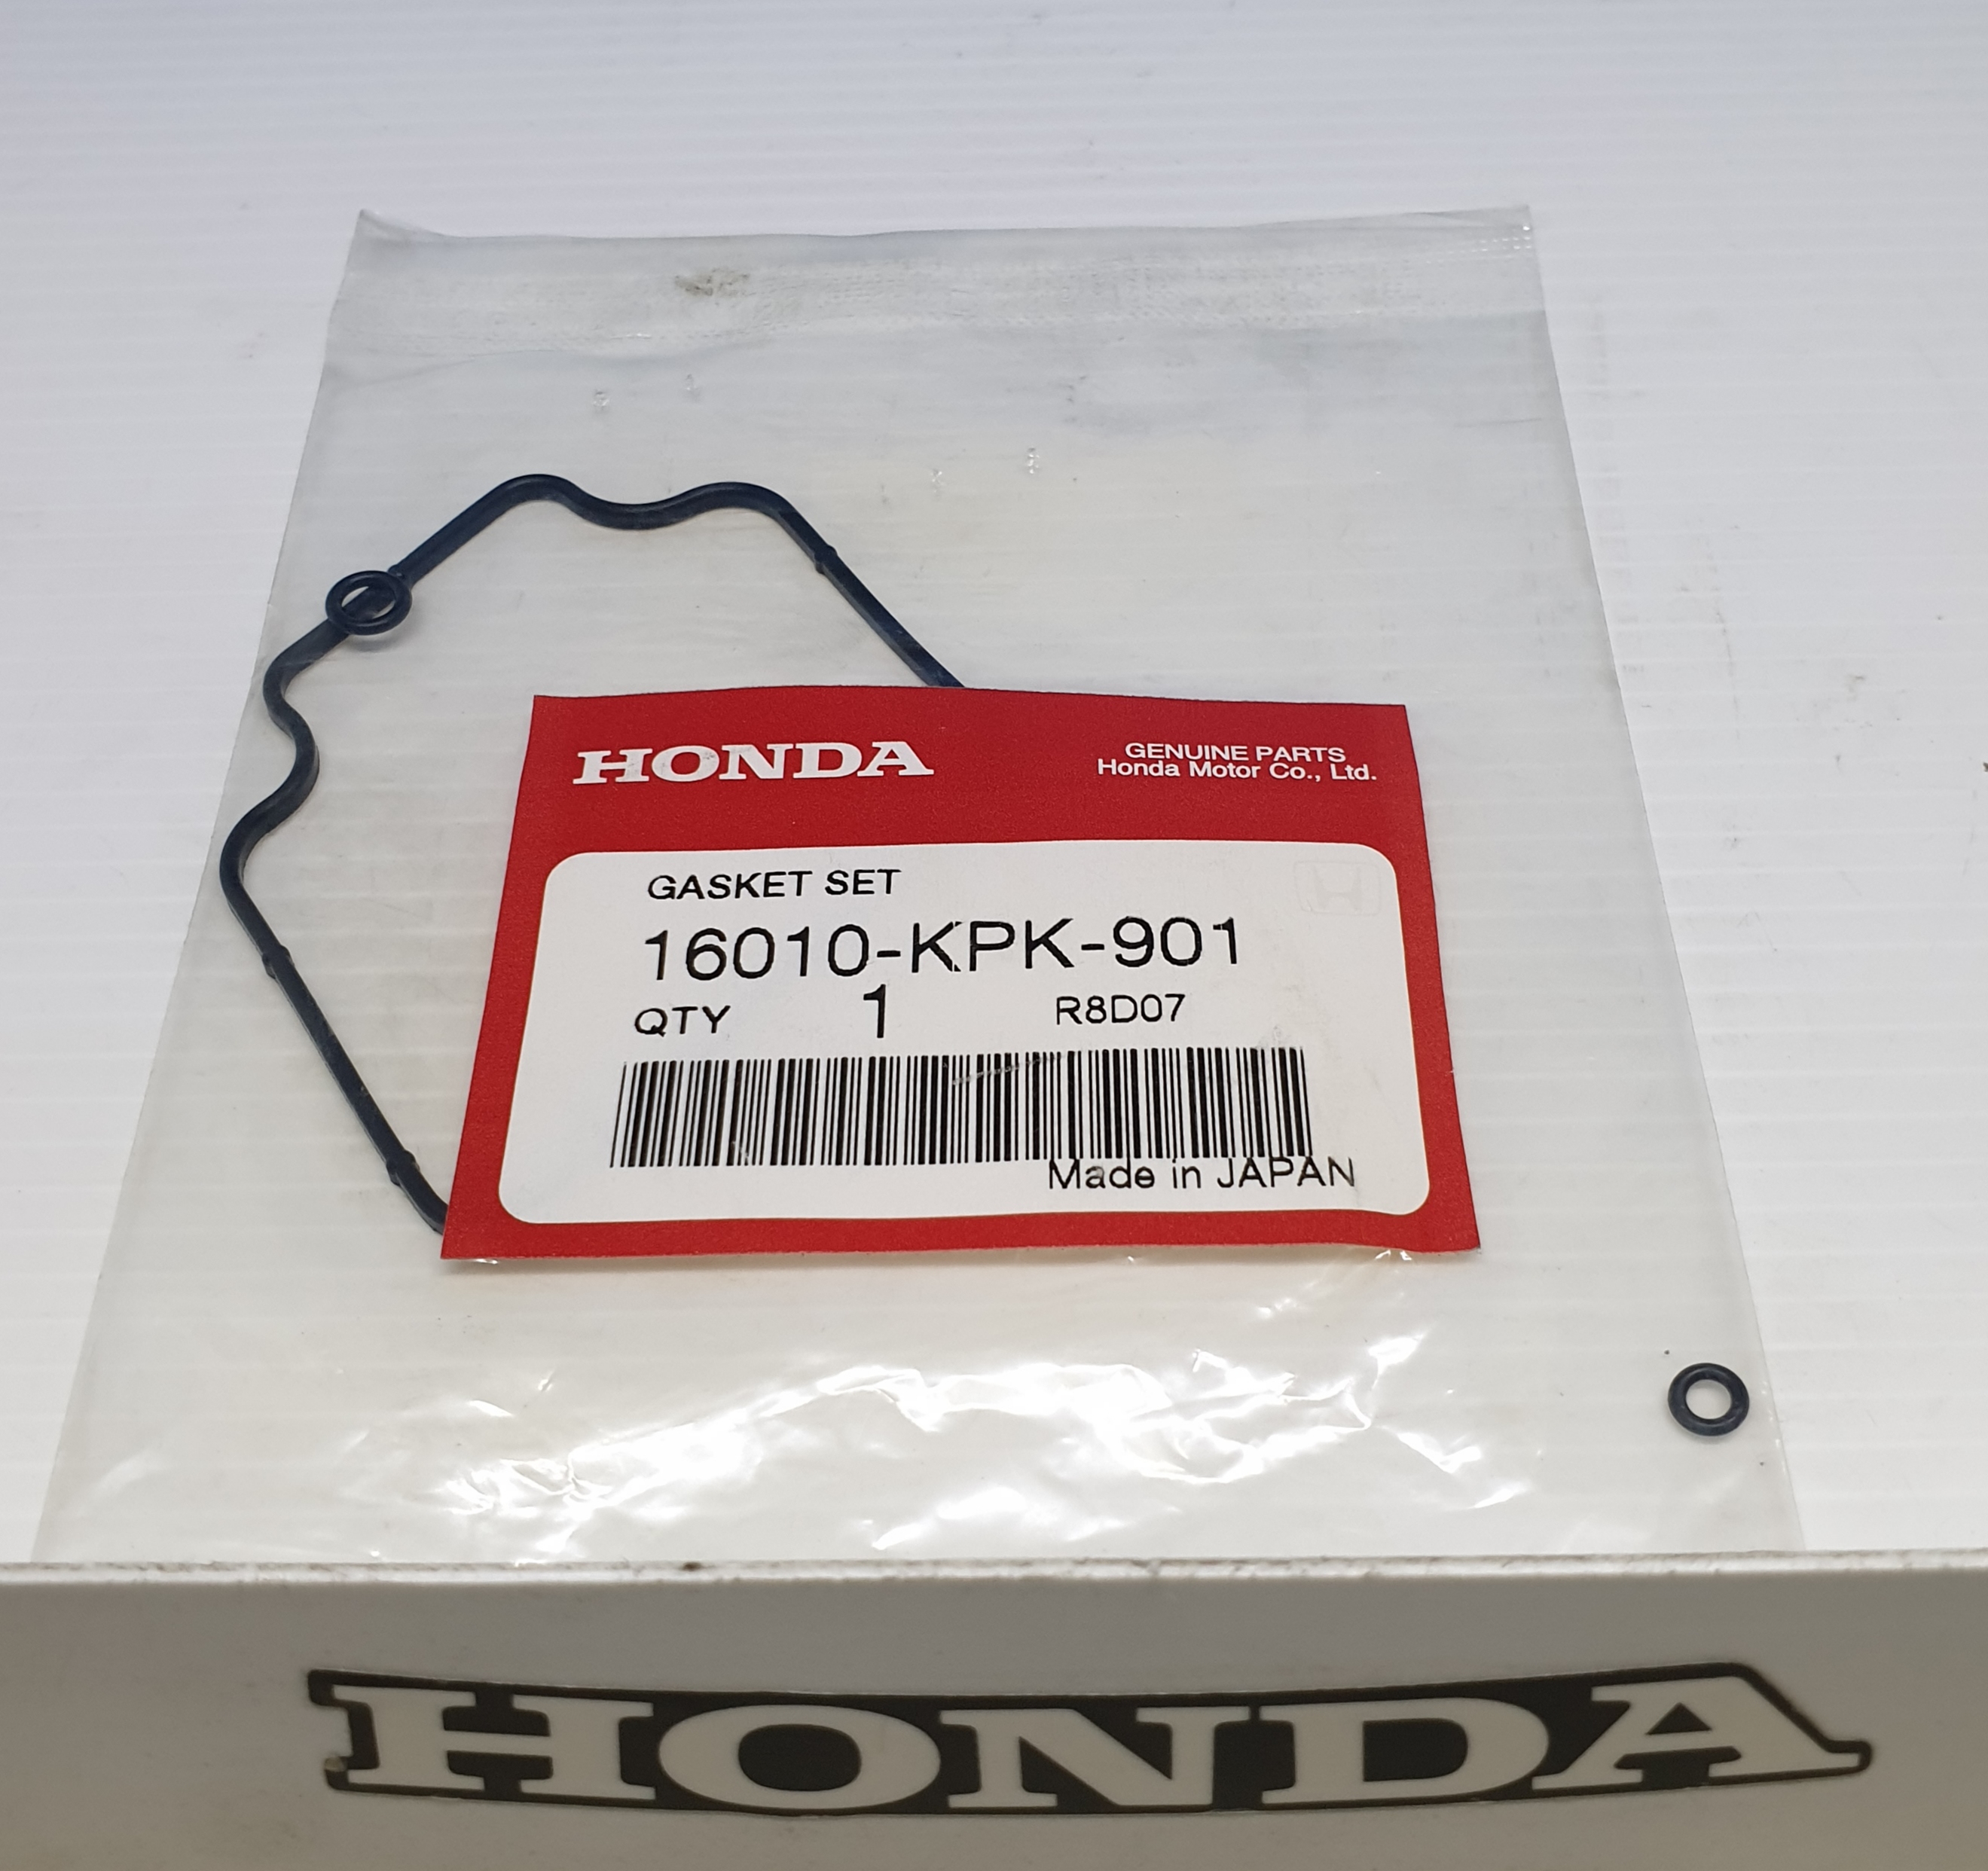 HONDA
GENUINE PARTS
Honda Motor Co., Ltd.
GASKET SET
16010-KPK-901
QTY 1 R8D07
Made in JAPAN
HONDA